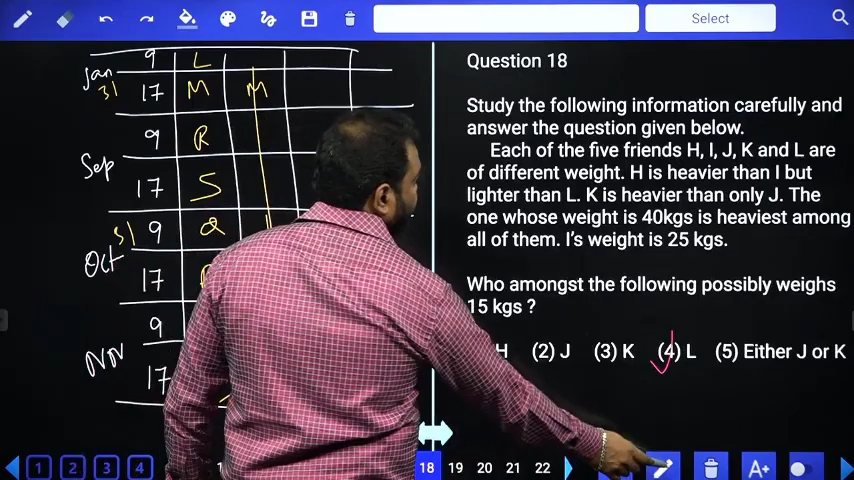 Select
Jan
31
9 L
17 M M
Sep
9 R
17 S
Oct
31
9 Q
17
Nov
9
17
Question 18
Study the following information carefully and
answer the question given below.
Each of the five friends H, I, J, K and L are
of different weight. H is heavier than I but
lighter than L. K is heavier than only J. The
one whose weight is 40kgs is heaviest among
all of them. I's weight is 25 kgs.
Who amongst the following possibly weighs
15 kgs ?
H (2) J (3) K (4) L (5) Either J or K
1 2 3 4 18 19 20 21 22 A+